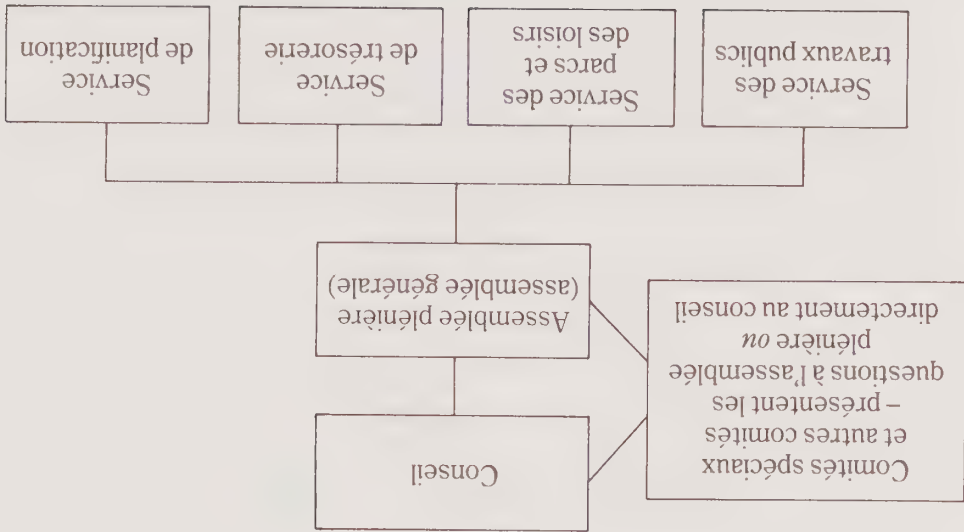 Conseil
Comités spéciaux
et autres comités
– présentent les
questions à l'assemblée
plénière ou
directement au conseil
Assemblée plénière
(assemblée générale)
Service des
travaux publics
Service des
parcs et
des loisirs
Service
de trésorerie
Service
de planification